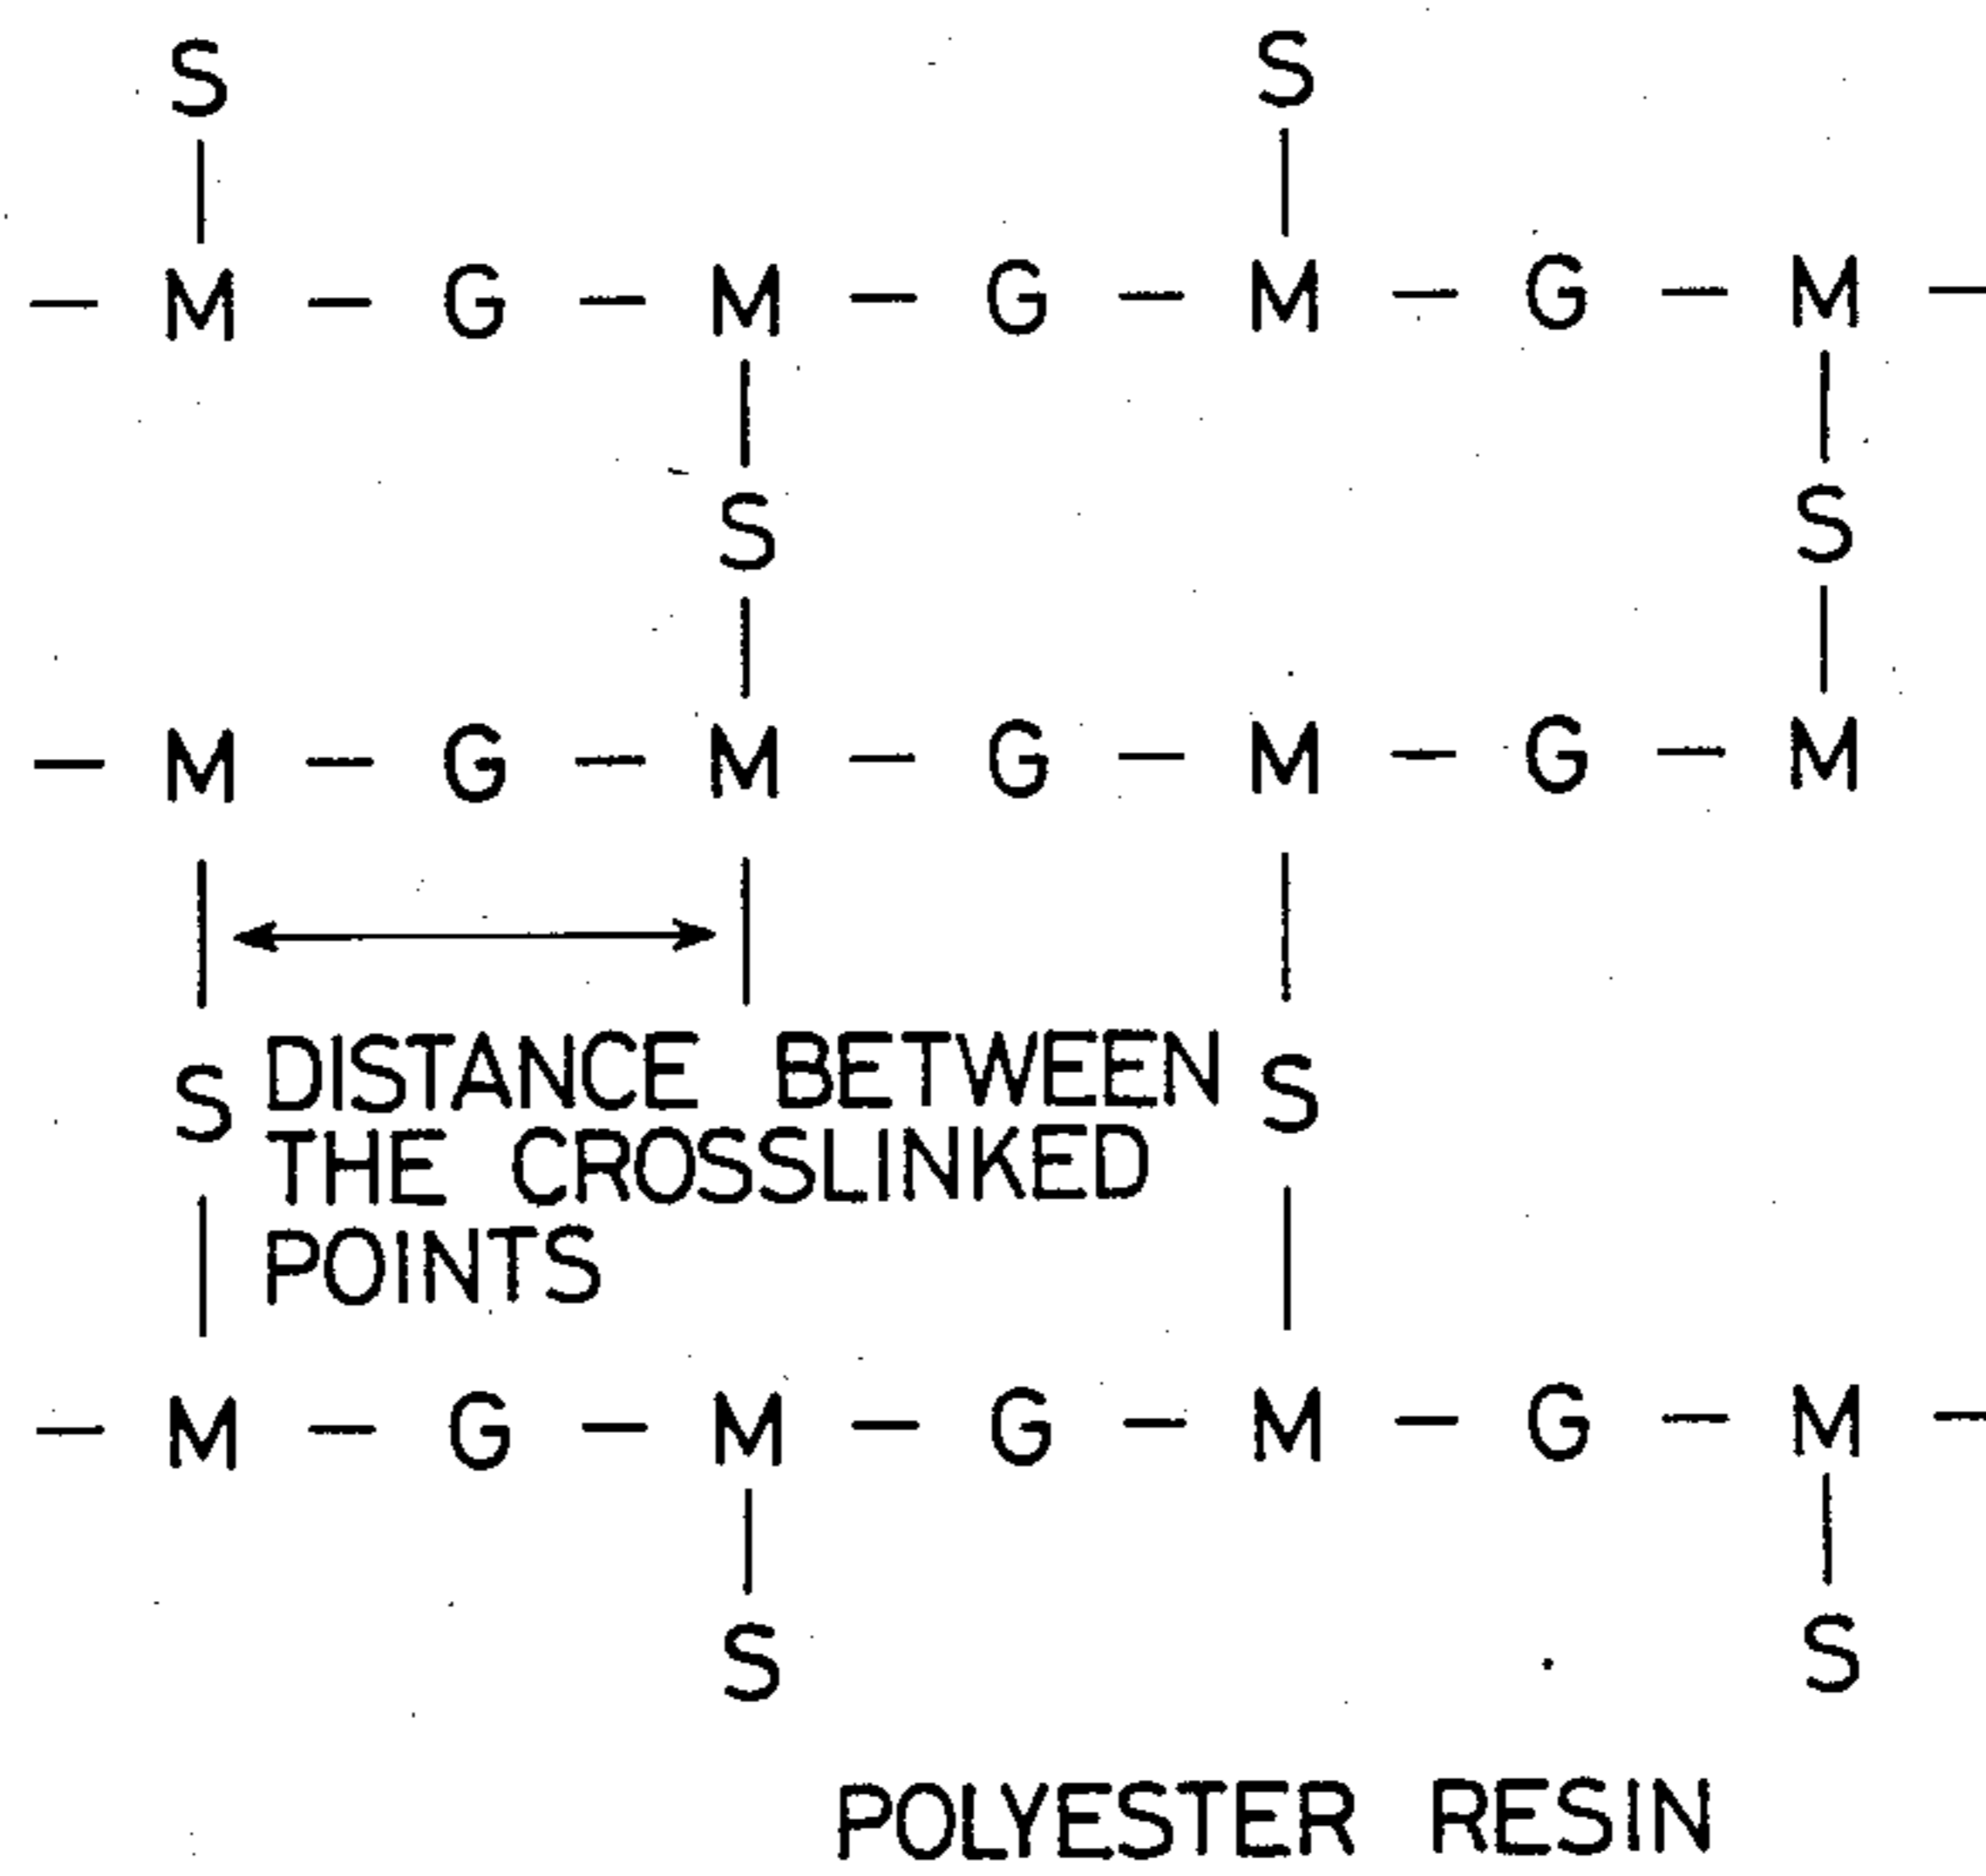 S S
— M — G — M — G — M — G — M —
S S
— M — G — M — G — M — G — M
S DISTANCE BETWEEN S
THE CROSSLINKED
POINTS
— M — G — M — G — M — G — M —
S S
POLYESTER RESIN